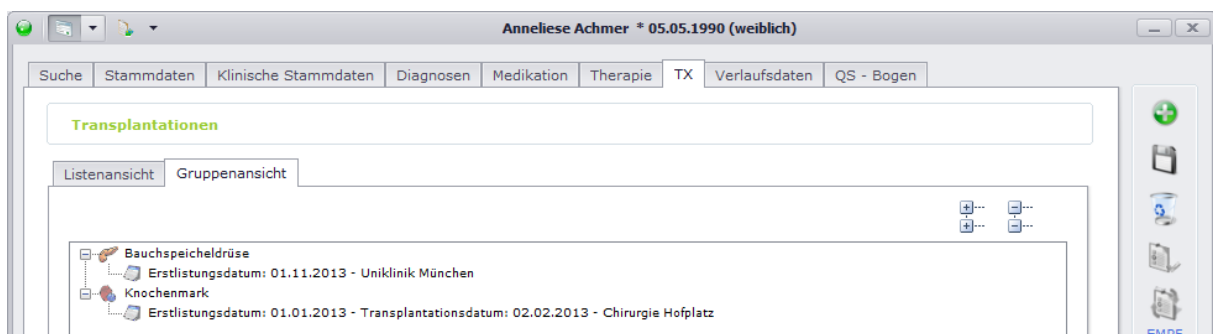 Anneliese Achmer * 05.05.1990 (weiblich)
Suche Stammdaten Klinische Stammdaten Diagnosen Medikation Therapie TX Verlaufsdaten QS - Bogen
Transplantationen
Listenansicht Gruppenansicht
Bauchspeicheldrüse
Erstlistungsdatum: 01.11.2013 - Uniklinik München
Knochenmark
Erstlistungsdatum: 01.01.2013 - Transplantationsdatum: 02.02.2013 - Chirurgie Hofplatz